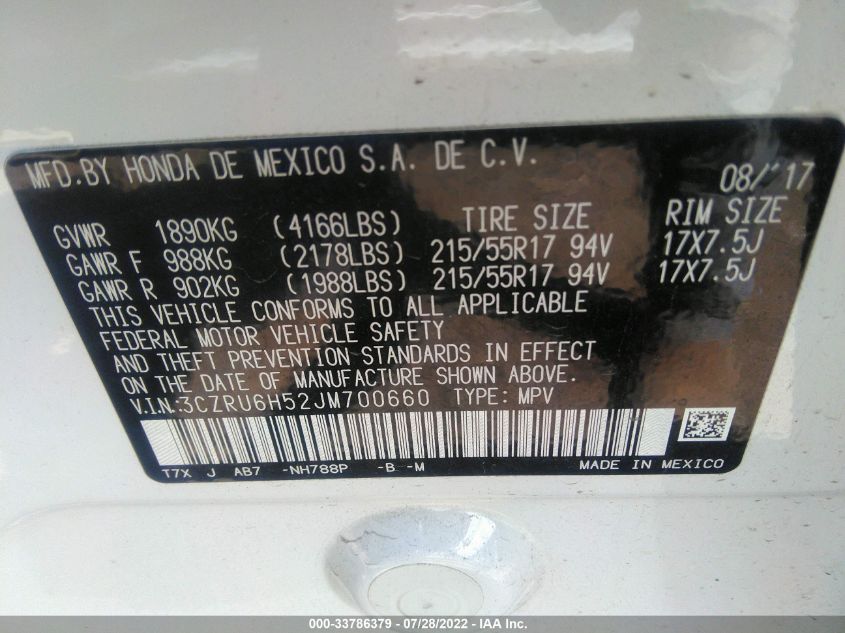 MFD.BY HONDA DE MEXICO S.A. DE C.V. 08/17
GVWR 1890KG (4166LBS) TIRE SIZE RIM SIZE
GAWR F 988KG (2178LBS) 215/55R17 94V 17X7.5J
GAWR R 902KG (1988LBS) 215/55R17 94V 17X7.5J
THIS VEHICLE CONFORMS TO ALL APPLICABLE
FEDERAL MOTOR VEHICLE SAFETY
AND THEFT PREVENTION STANDARDS IN EFFECT
ON THE DATE OF MANUFACTURE SHOWN ABOVE.
V.I.N.:3CZRU6H52JM700660 TYPE: MPV
T7X J AB7 -NH788P -B -M MADE IN MEXICO
000-33786379 - 07/28/2022 - IAA, Inc.